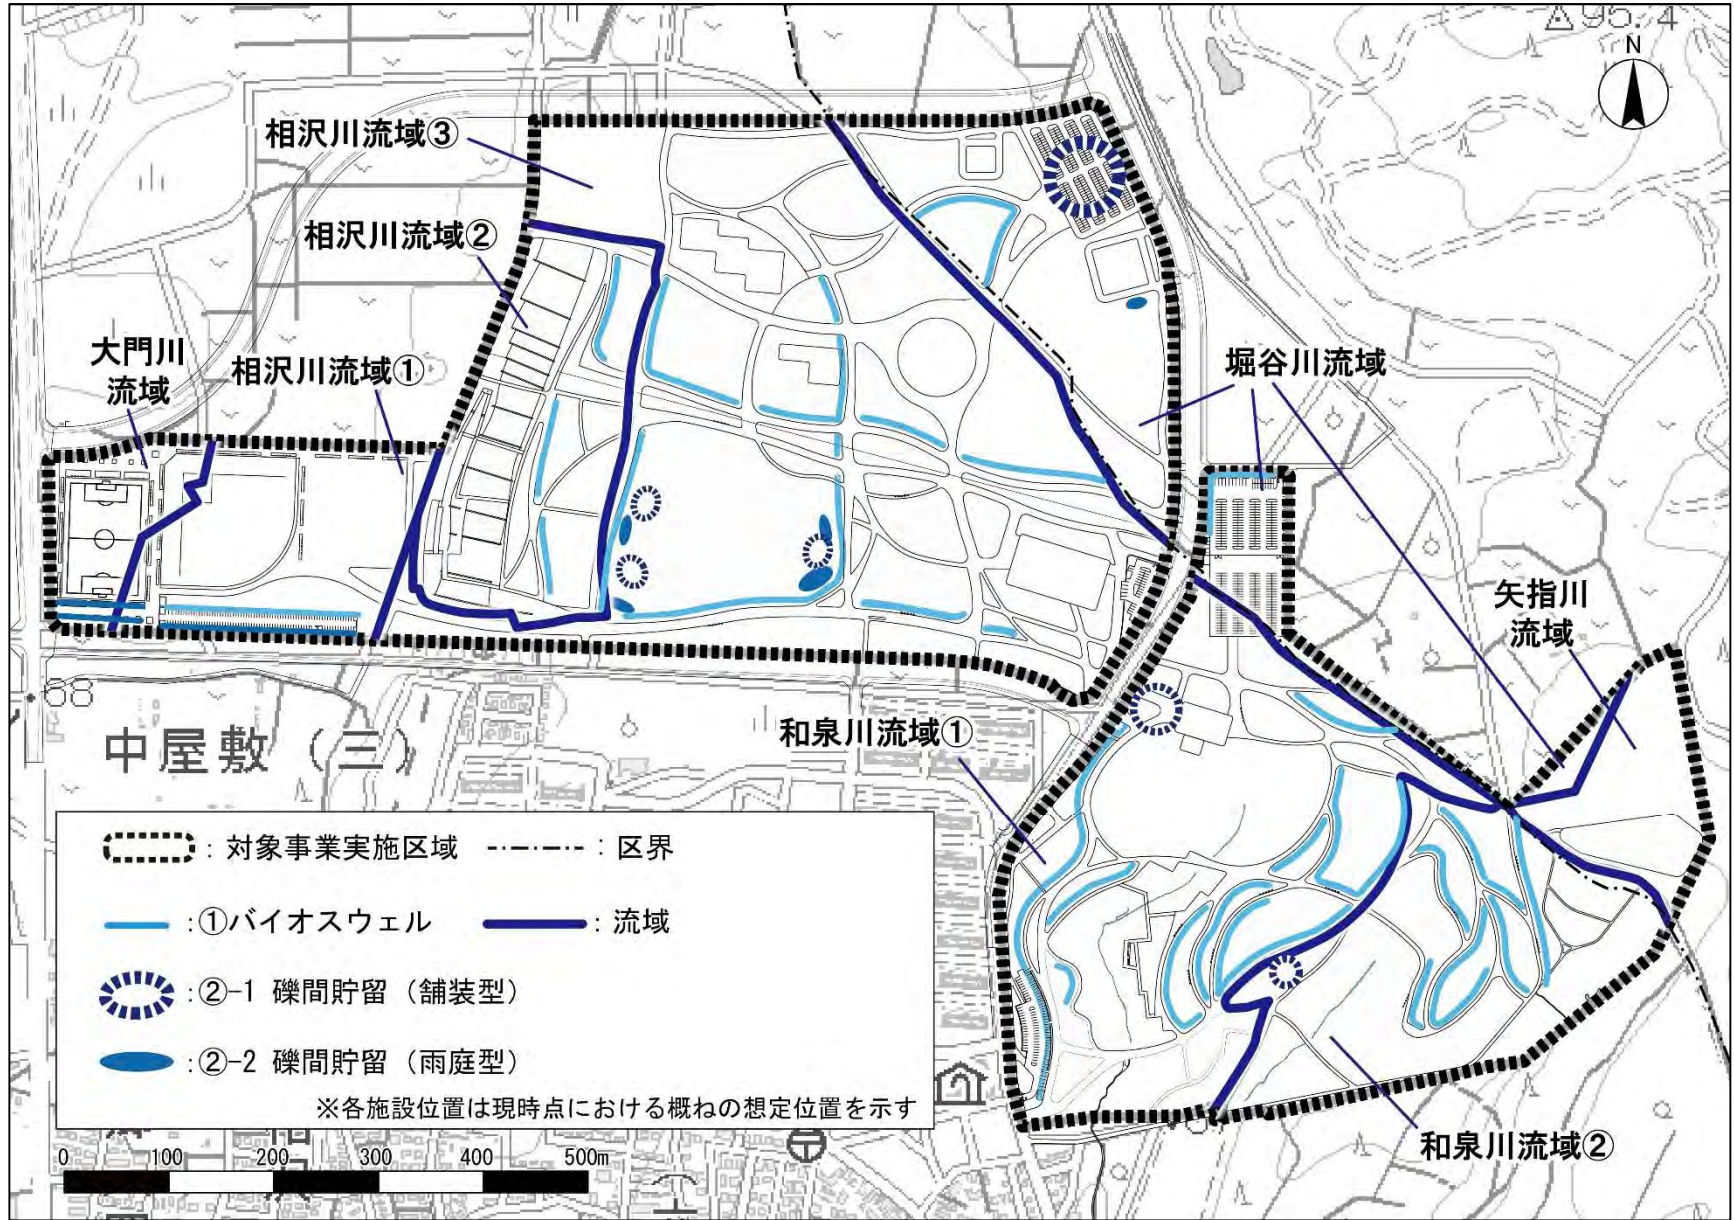 △95.4
N
相沢川流域③
相沢川流域②
大門川
流域
相沢川流域①
堀谷川流域
矢指川
流域
68
中屋敷（三）
和泉川流域①
：対象事業実施区域
：区界
：①バイオスウェル
：流域
：②-1 礫間貯留（舗装型）
：②-2 礫間貯留（雨庭型）
※各施設位置は現時点における概ねの想定位置を示す
和泉川流域②
0 100 200 300 400 500m